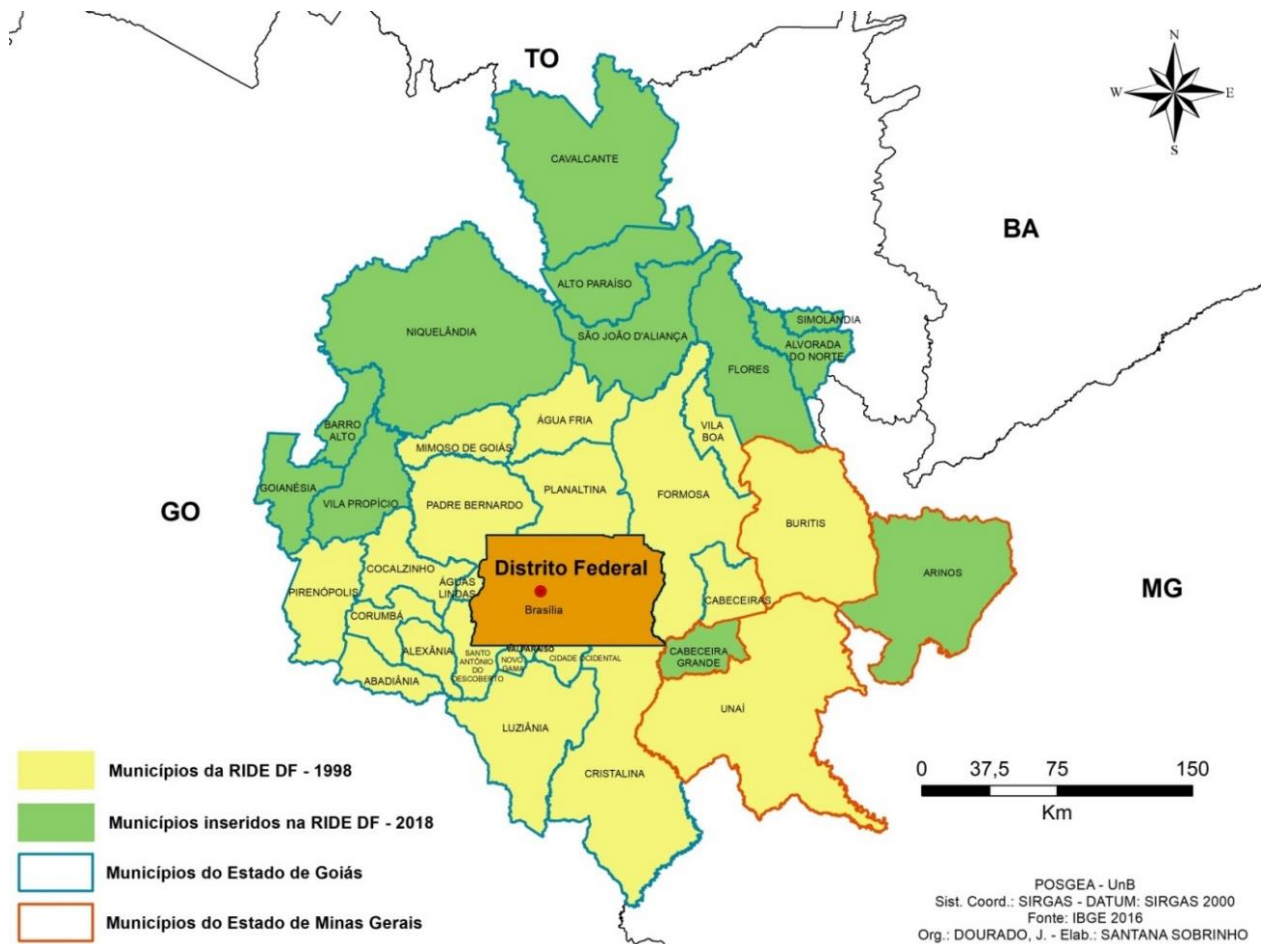 TO
N
W
E
S
CAVALCANTE
BA
ALTO PARAÍSO
SIMOLÂNDIA
NIQUELÂNDIA
SÃO JOÃO D'ALIANÇA
ALVORADA
DO NORTE
FLORES
BARRO
ALTO
ÁGUA FRIA
VILA
BOA
MIMOSO DE GOIÁS
GOIANÉSIA
VILA PROPÍCIO
PADRE BERNARDO
PLANALTINA
FORMOSA
GO
BURITIS
Distrito Federal
COCALZINHO
ÁGUAS
LINDAS
ARINOS
MG
PIRENÓPOLIS
Brasília
CABECEIRAS
CORUMBÁ
ALEXÂNIA
SANTO
ANTÔNIO
DO
DESCOBERTO
VALPARAÍSO
NOVO
GAMA
CIDADE OCIDENTAL
CABECEIRA
GRANDE
ABADIÂNIA
UNAÍ
LUZIÂNIA
CRISTALINA
Municípios da RIDE DF - 1998
Municípios inseridos na RIDE DF - 2018
Municípios do Estado de Goiás
Municípios do Estado de Minas Gerais
0 37,5 75 150
Km
POSGEA - UnB
Sist. Coord.: SIRGAS - DATUM: SIRGAS 2000
Fonte: IBGE 2016
Org.: DOURADO, J. - Elab.: SANTANA SOBRINHO